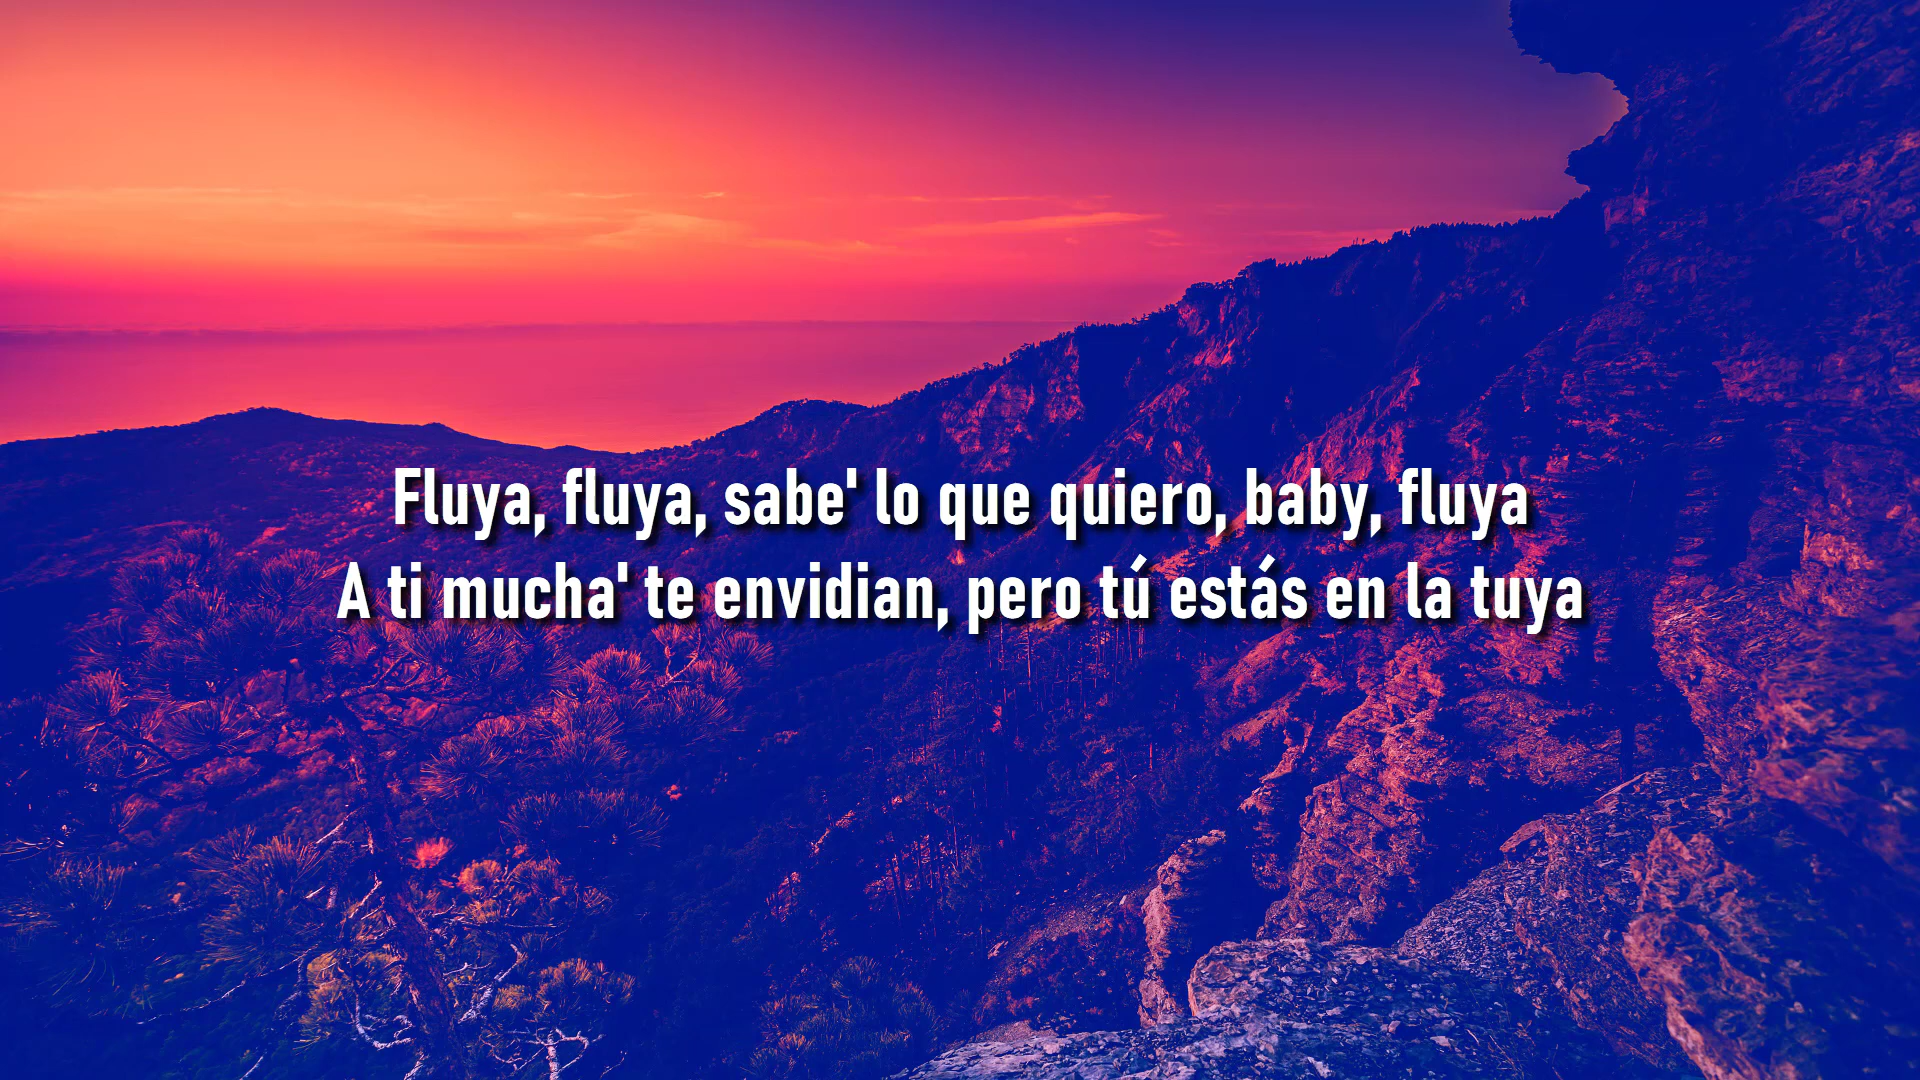 Fluya, fluya, sabe' lo que quiero, baby, fluya
A ti mucha' te envidian, pero tú estás en la tuya